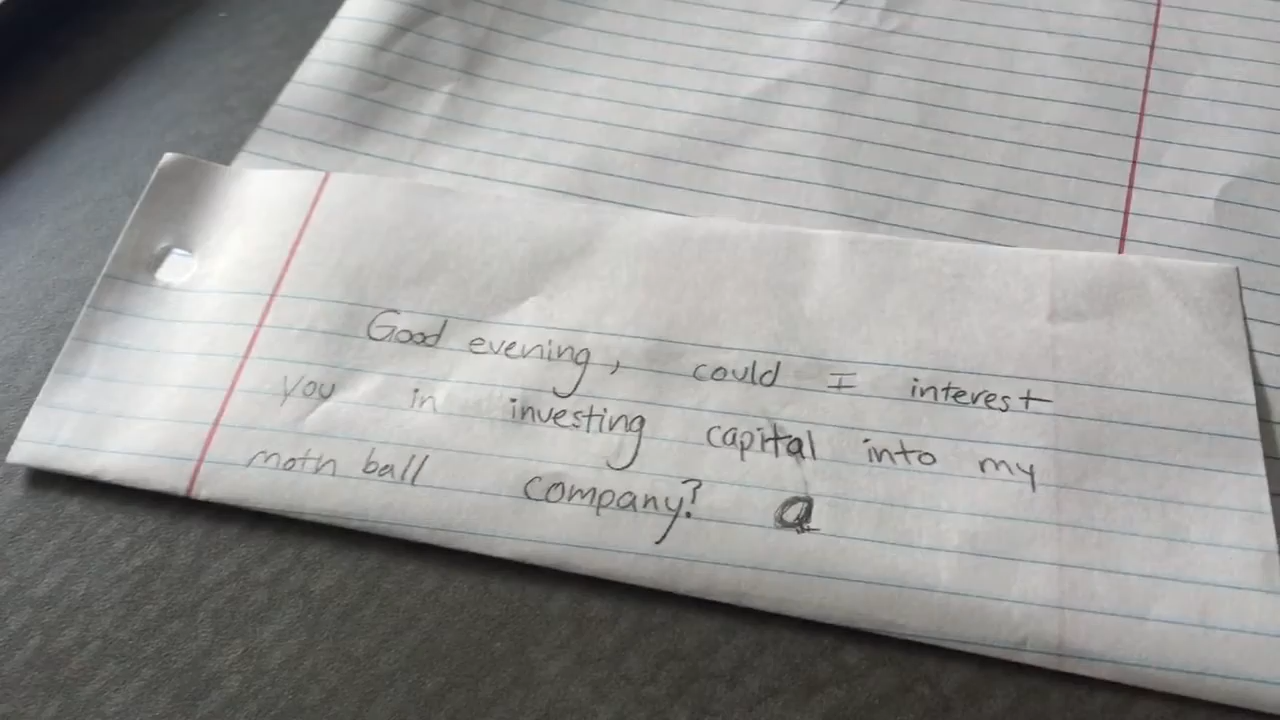 Good evening, could I interest
you in investing capital into my
moth ball company? a